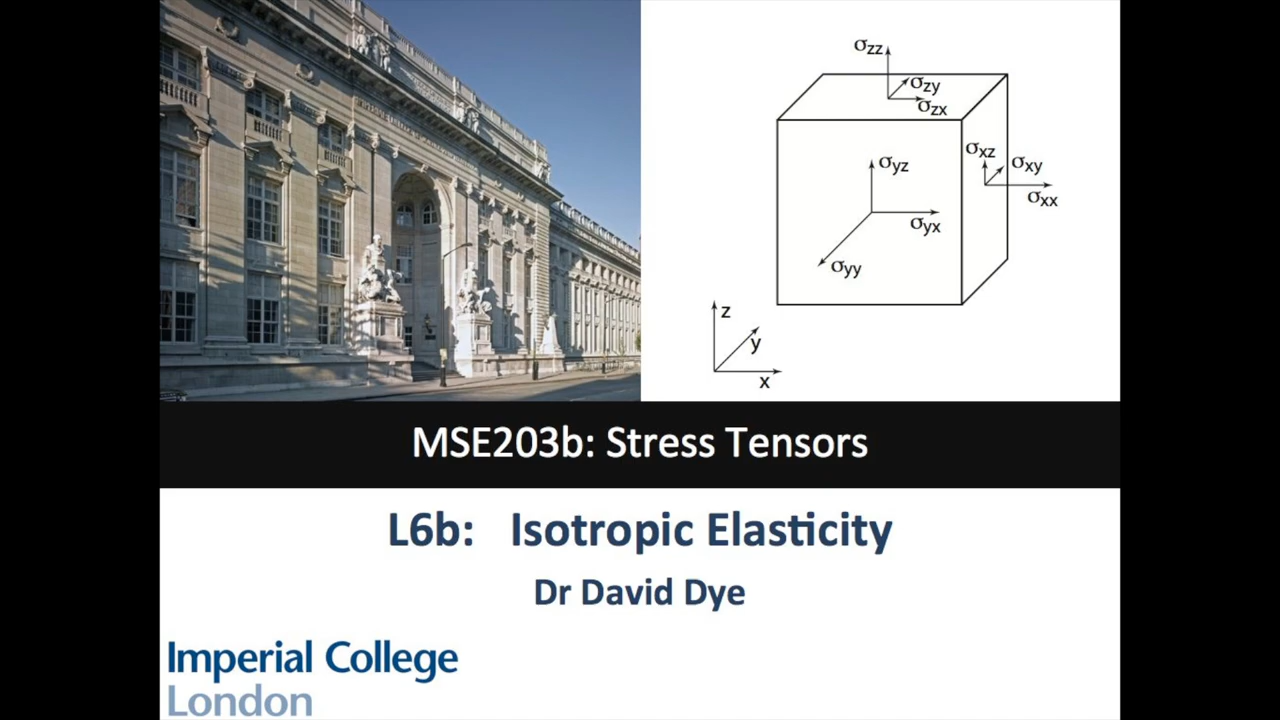 σzz
σzy
σzx
σxz
σxy
σxx
σyz
σyx
σyy
z
y
x
MSE203b: Stress Tensors
L6b: Isotropic Elasticity
Dr David Dye
Imperial College
London